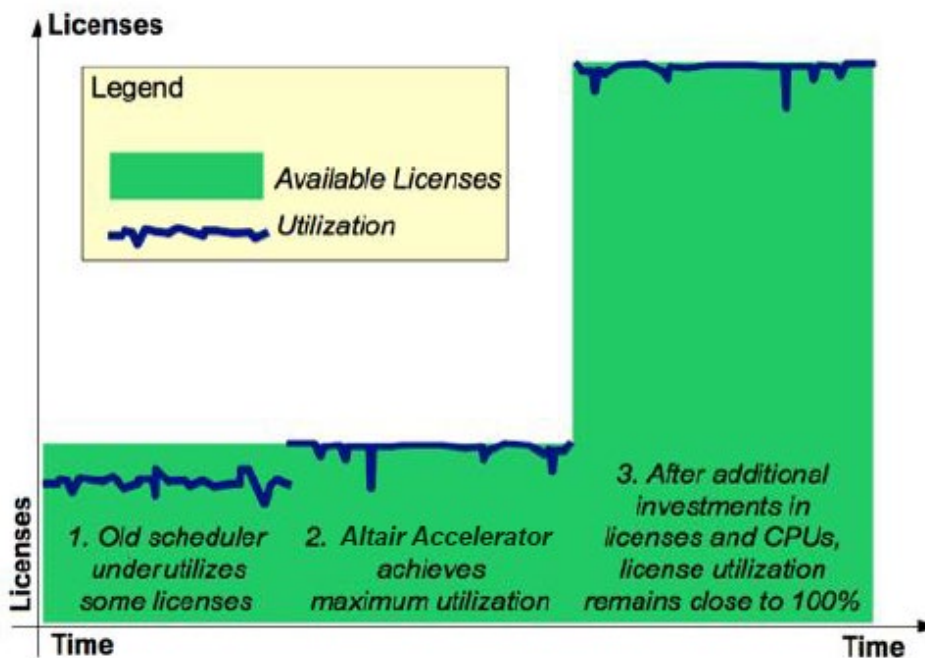 Licenses
Legend
Available Licenses
Utilization
1. Old scheduler
underutilizes
some licenses
2. Altair Accelerator
achieves
maximum utilization
3. After additional
investments in
licenses and CPUs,
license utilization
remains close to 100%
Licenses
Time
Time